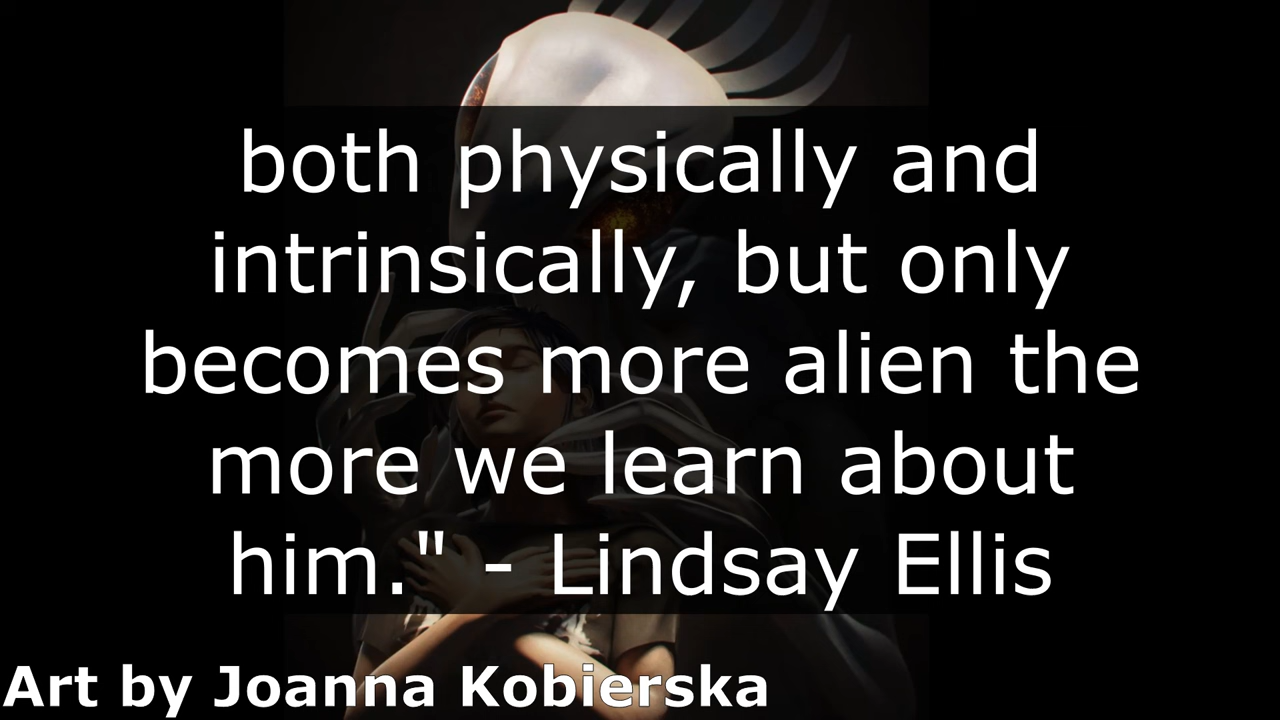 both physically and
intrinsically, but only
becomes more alien the
more we learn about
him." - Lindsay Ellis
Art by Joanna Kobierska